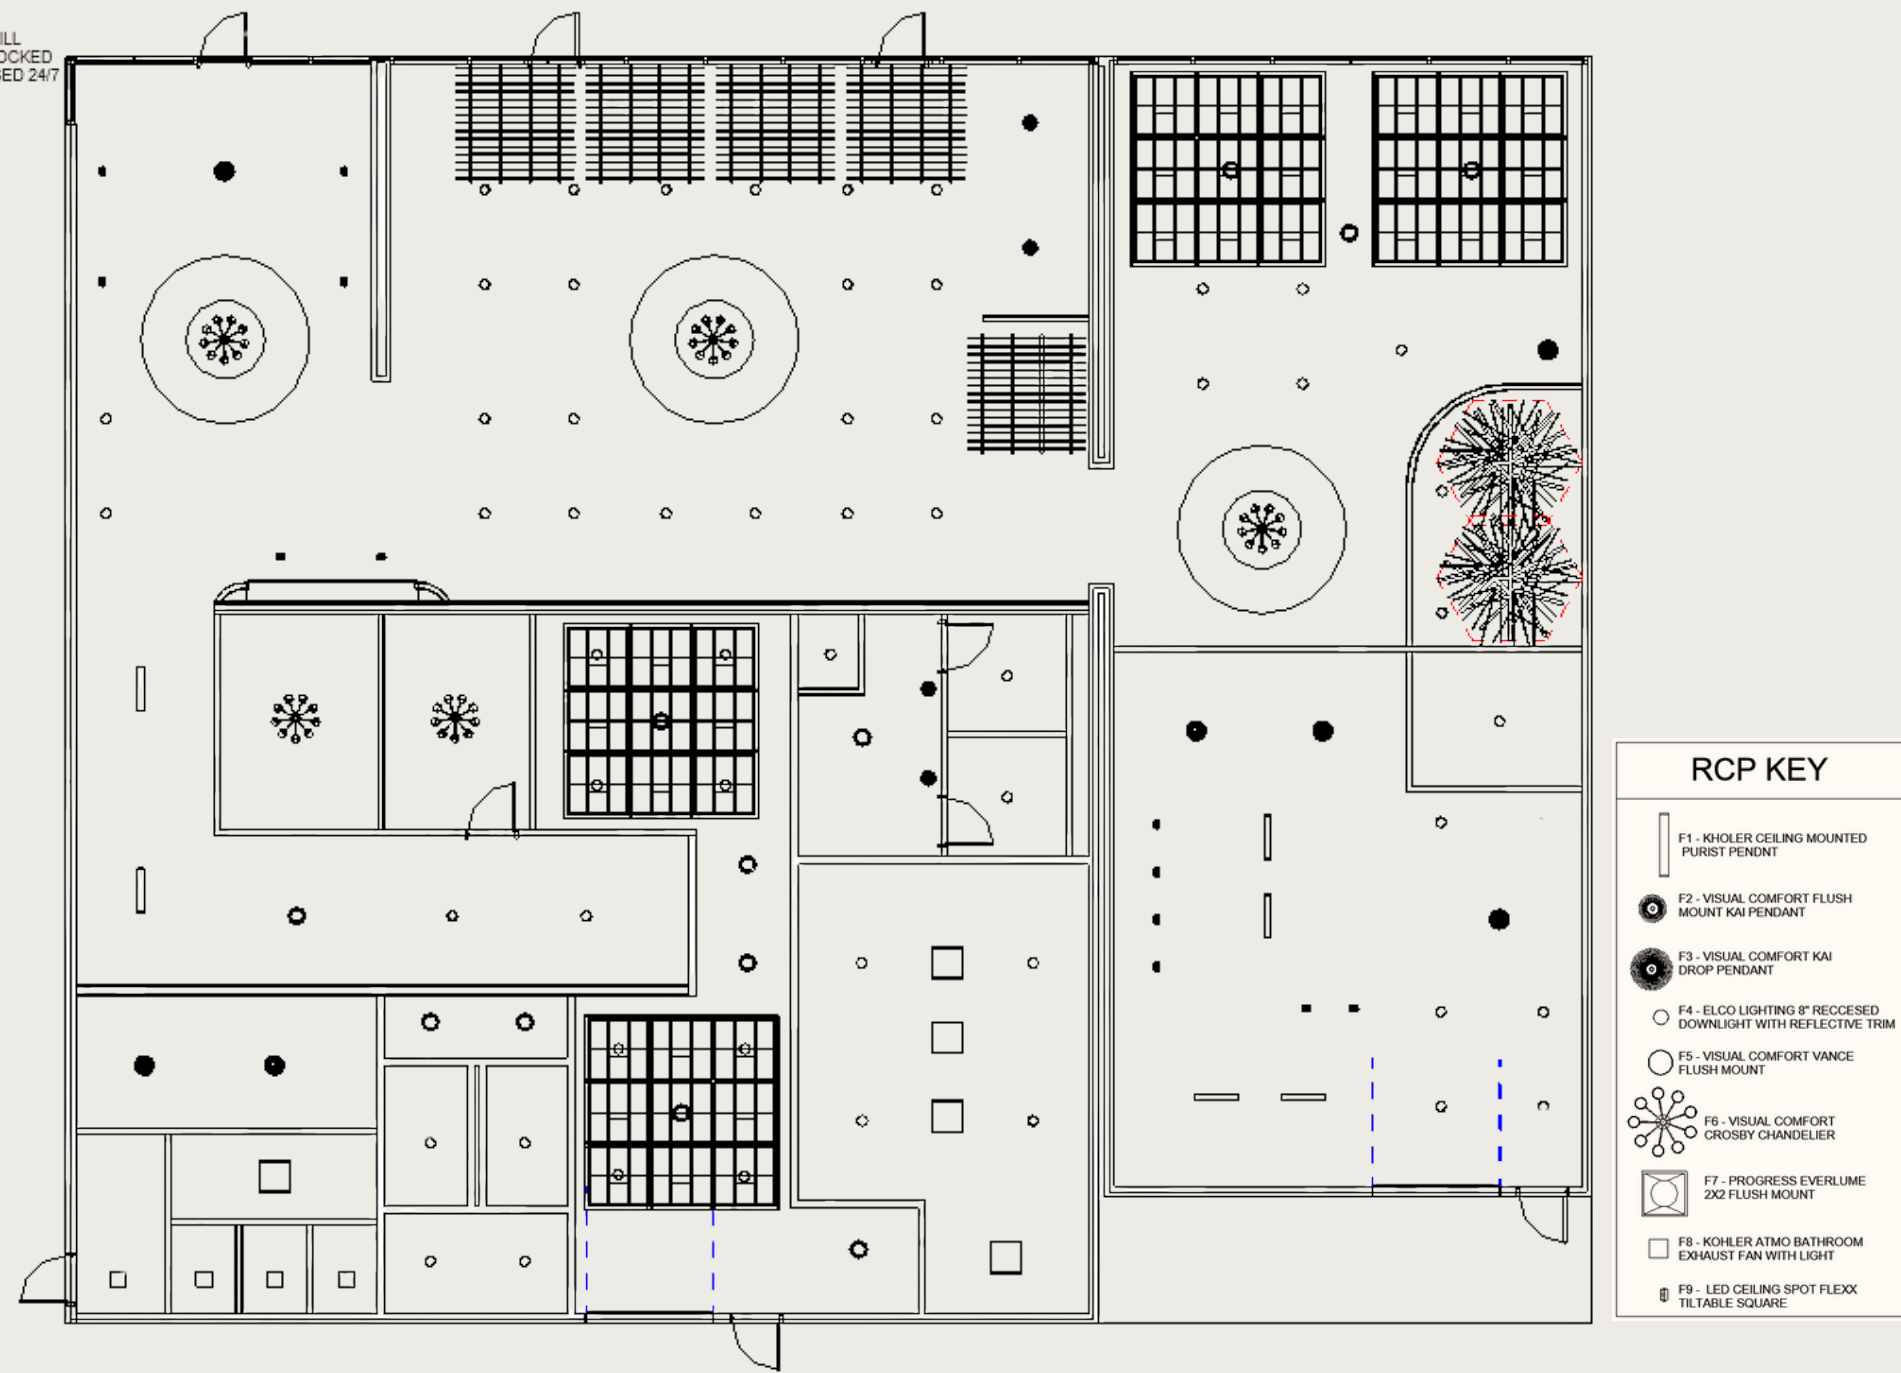 ILL
OCKED
SED 24/7
RCP KEY
F1 - KHOLER CEILING MOUNTED
PURIST PENDNT
F2 - VISUAL COMFORT FLUSH
MOUNT KAI PENDANT
F3 - VISUAL COMFORT KAI
DROP PENDANT
F4 - ELCO LIGHTING 8" RECCESED
DOWNLIGHT WITH REFLECTIVE TRIM
F5 - VISUAL COMFORT VANCE
FLUSH MOUNT
F6 - VISUAL COMFORT
CROSBY CHANDELIER
F7 - PROGRESS EVERLUME
2X2 FLUSH MOUNT
F8 - KOHLER ATMO BATHROOM
EXHAUST FAN WITH LIGHT
F9 - LED CEILING SPOT FLEXX
TILTABLE SQUARE